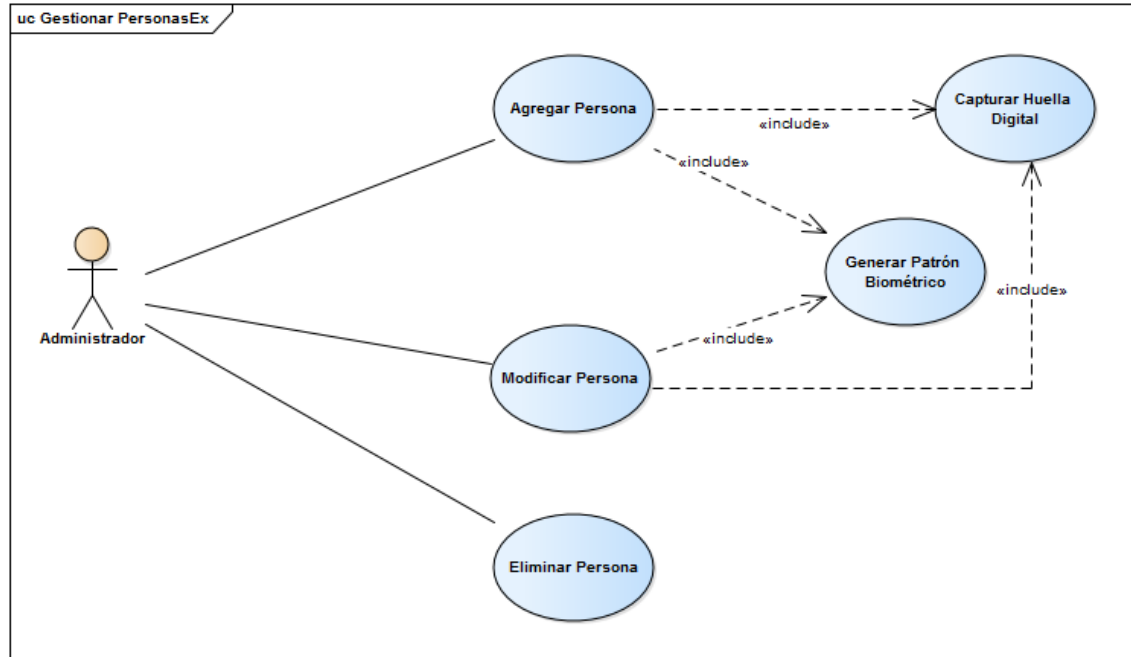 uc Gestionar PersonasEx
Agregar Persona
Capturar Huella
Digital
«include»
«include»
Generar Patrón
Biométrico
«include»
«include»
Administrador
Modificar Persona
Eliminar Persona